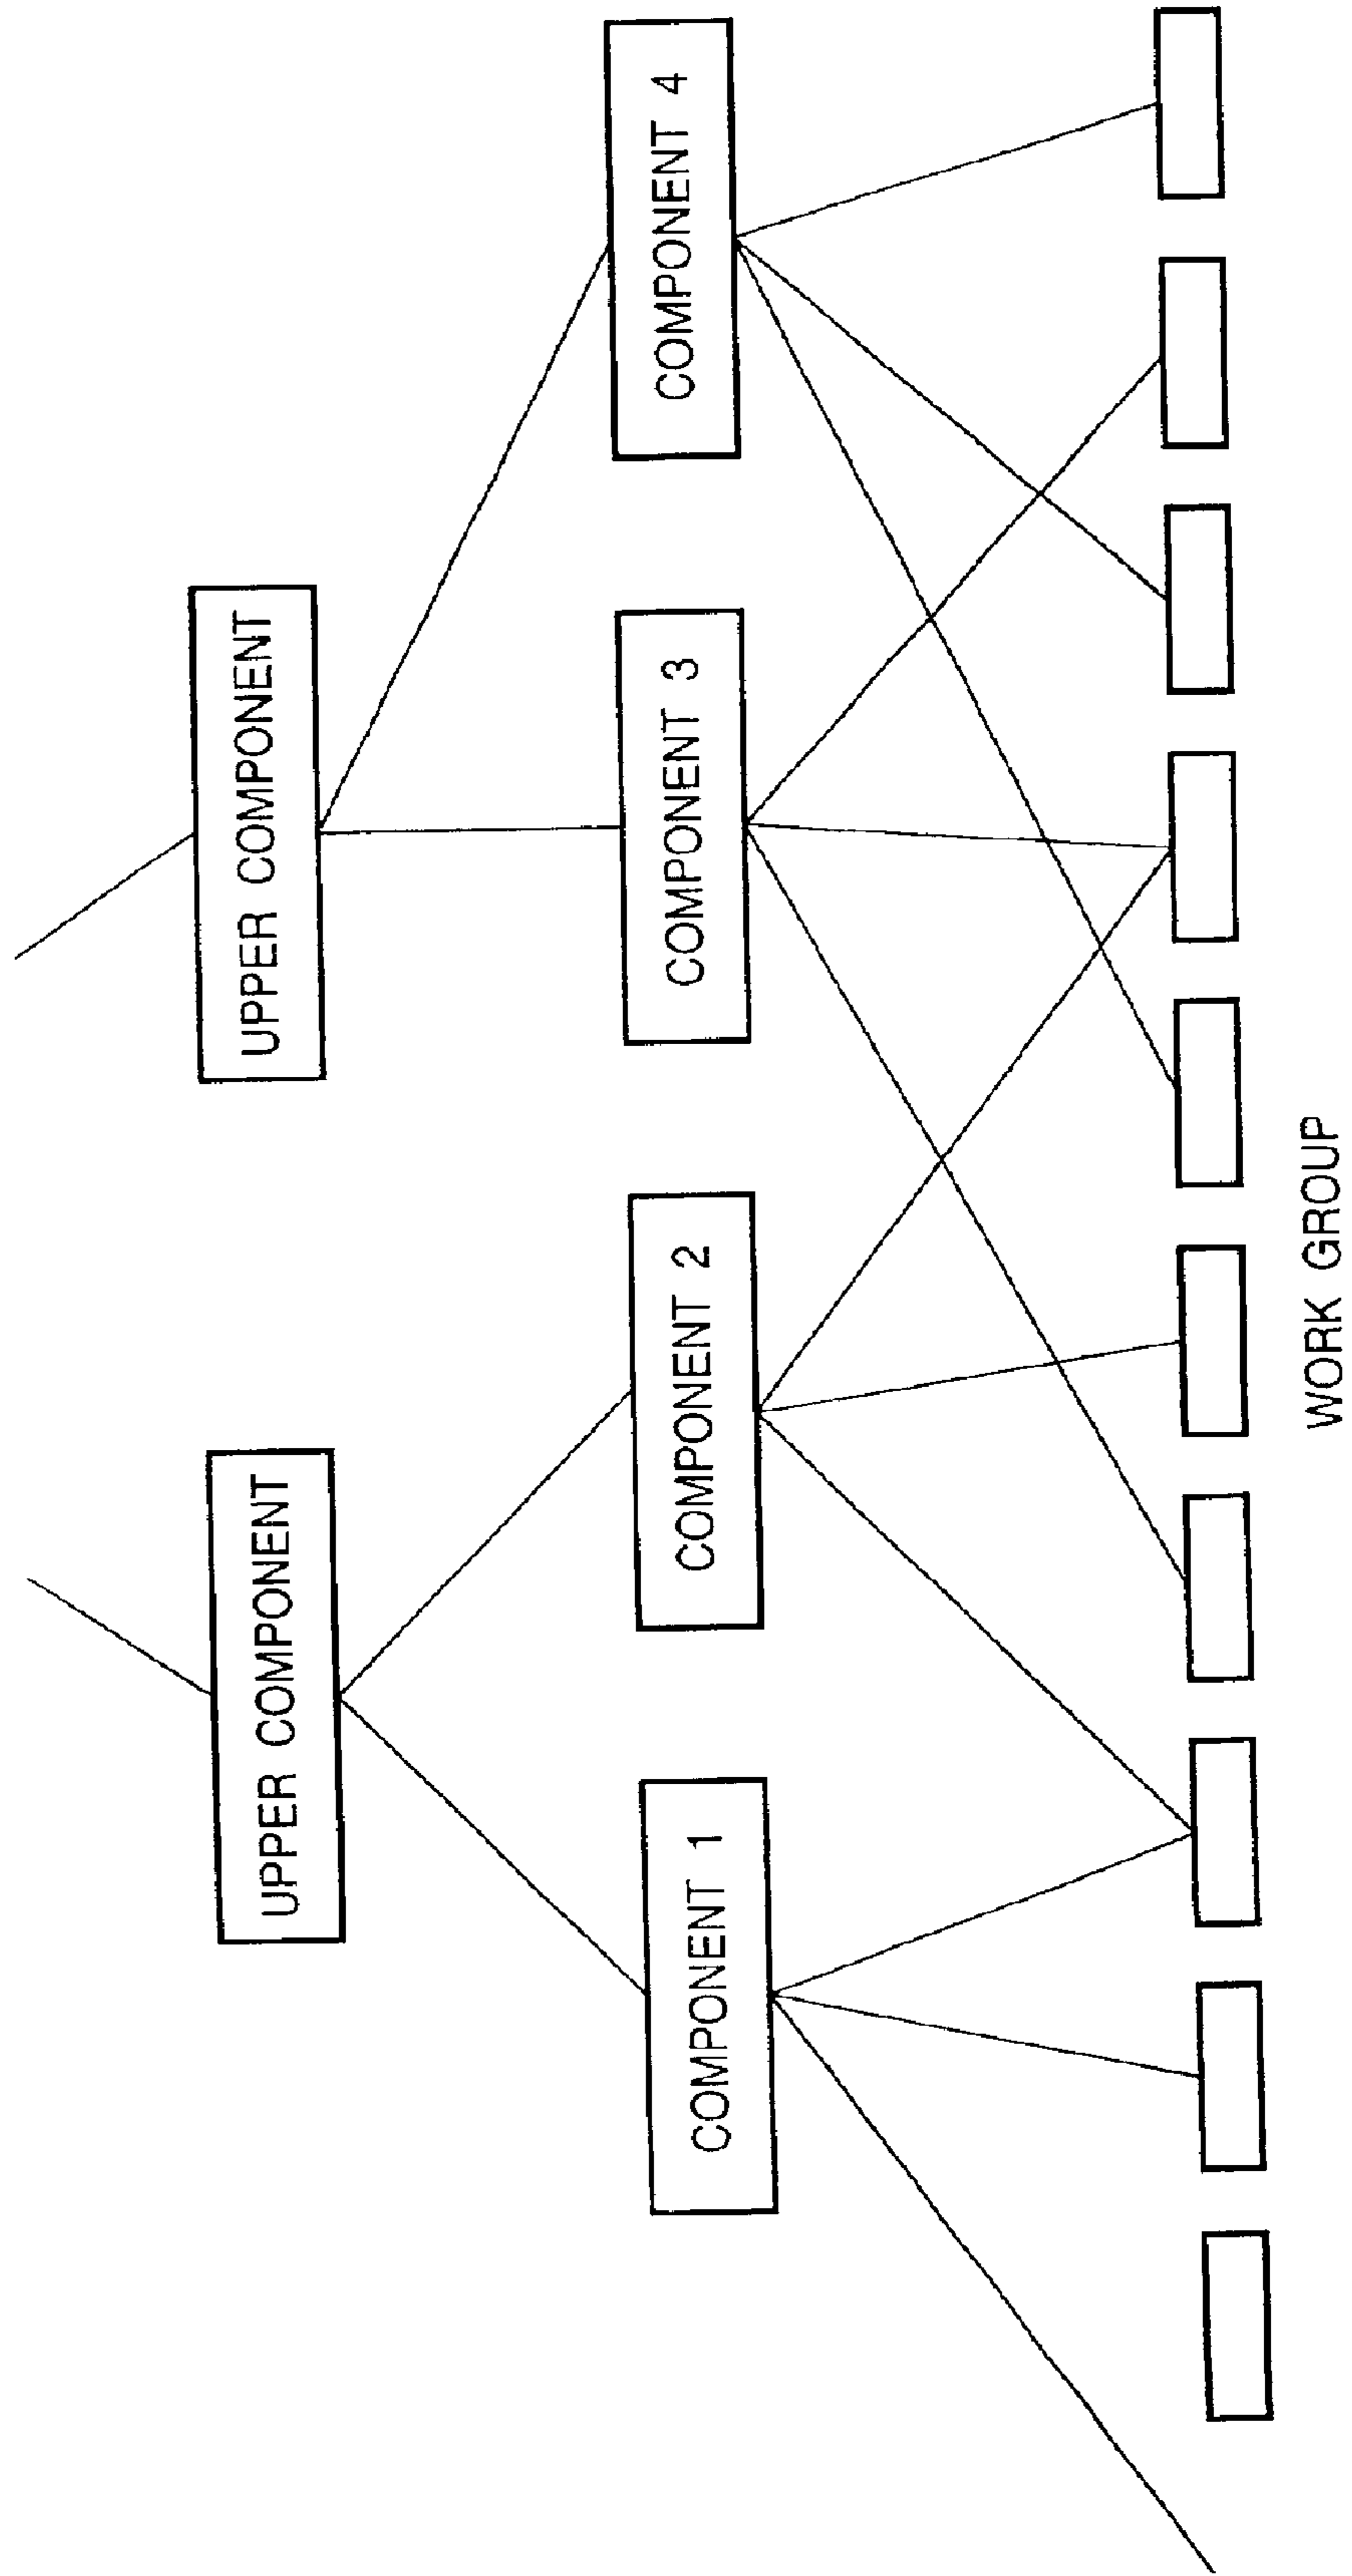 UPPER COMPONENT
UPPER COMPONENT
COMPONENT 1
COMPONENT 2
COMPONENT 3
COMPONENT 4
WORK GROUP